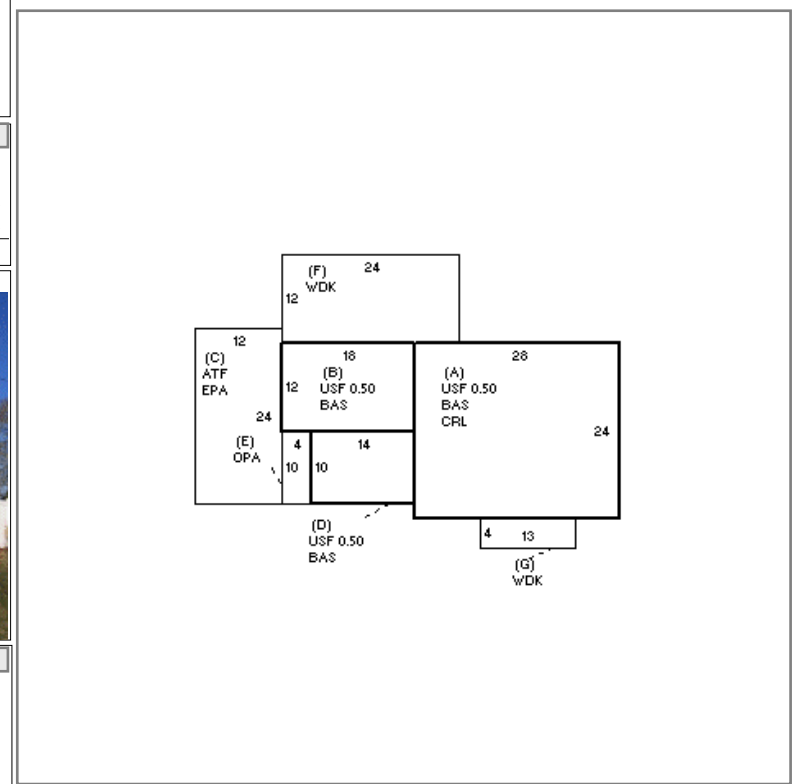 (F)
24
WDK
12
12
(C)
ATF
EPA
24
18
(B)
12
USF 0.50
BAS
28
(A)
USF 0.50
BAS
CRL
24
(E)
OPA
4
10
14
10
(D)
USF 0.50
BAS
4
13
(G)
WDK